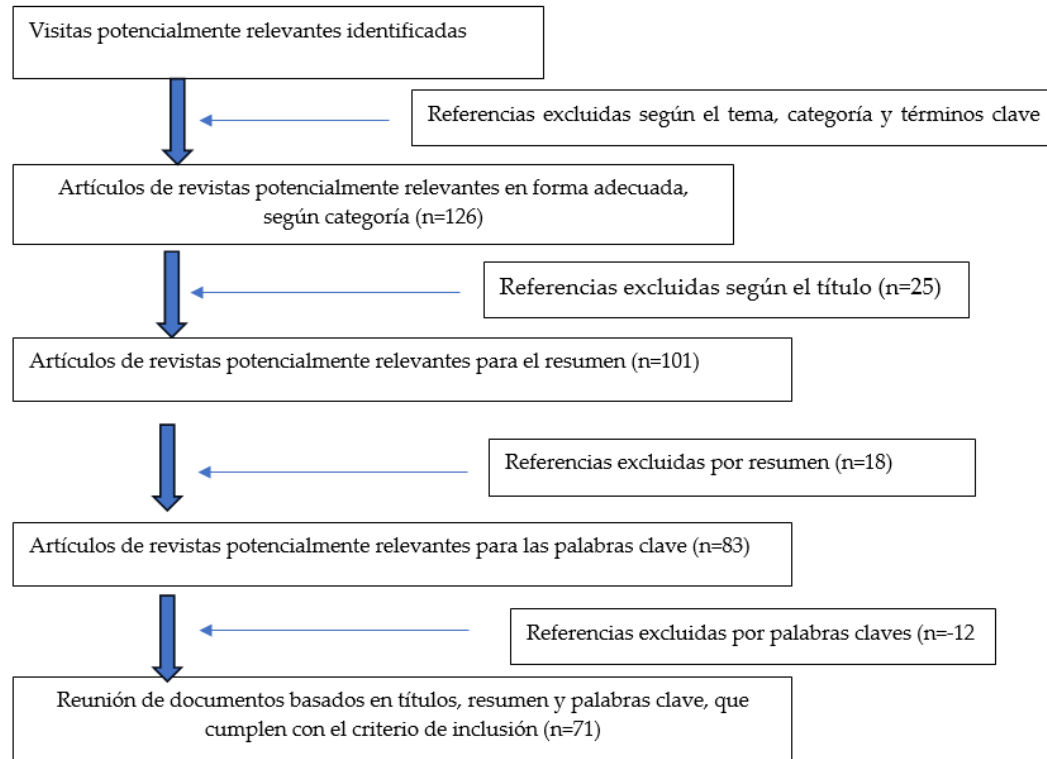 Visitas potencialmente relevantes identificadas
Referencias excluidas según el tema, categoría y términos clave
Artículos de revistas potencialmente relevantes en forma adecuada,
según categoría (n=126)
Referencias excluidas según el título (n=25)
Artículos de revistas potencialmente relevantes para el resumen (n=101)
Referencias excluidas por resumen (n=18)
Artículos de revistas potencialmente relevantes para las palabras clave (n=83)
Referencias excluidas por palabras claves (n=-12
Reunión de documentos basados en títulos, resumen y palabras clave, que
cumplen con el criterio de inclusión (n=71)